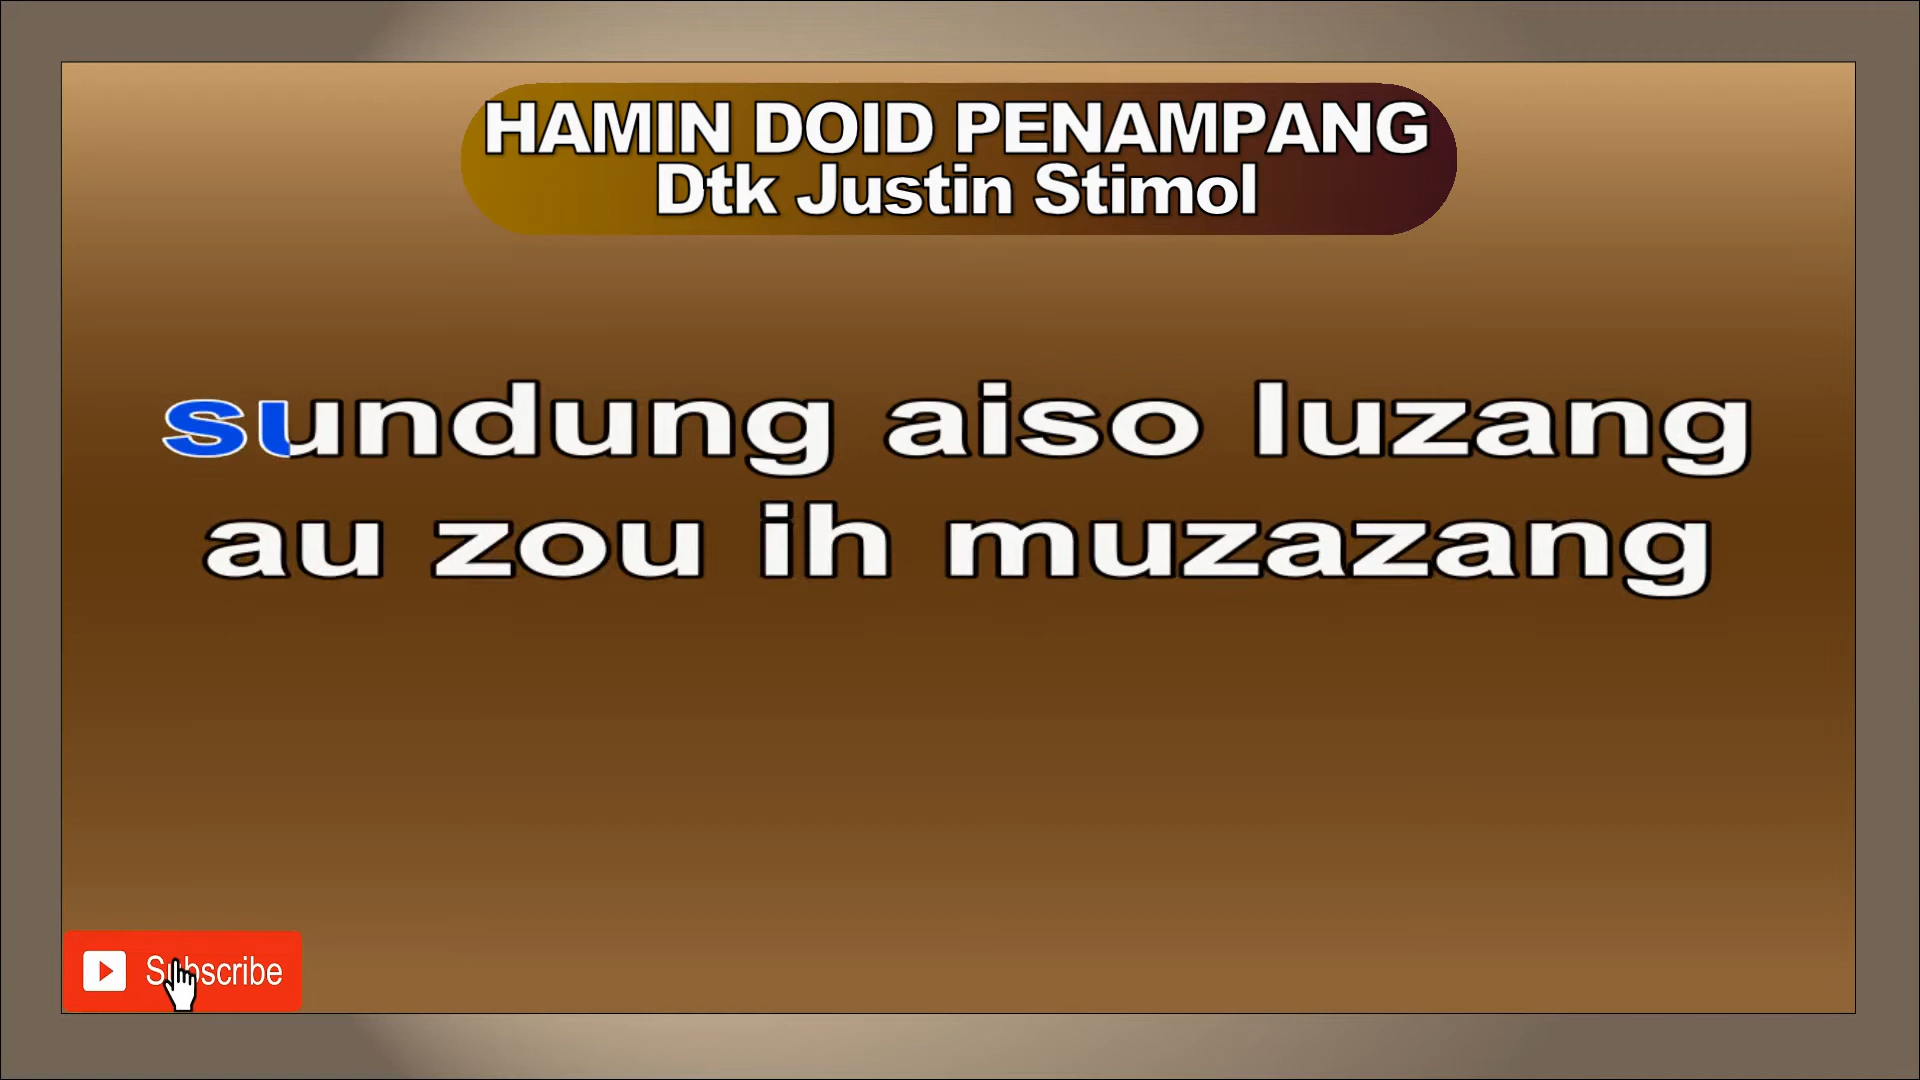 HAMIN DOID PENAMPANG
Dtk Justin Stimol
sundung aiso luzang
au zou ih muzazang
Subscribe